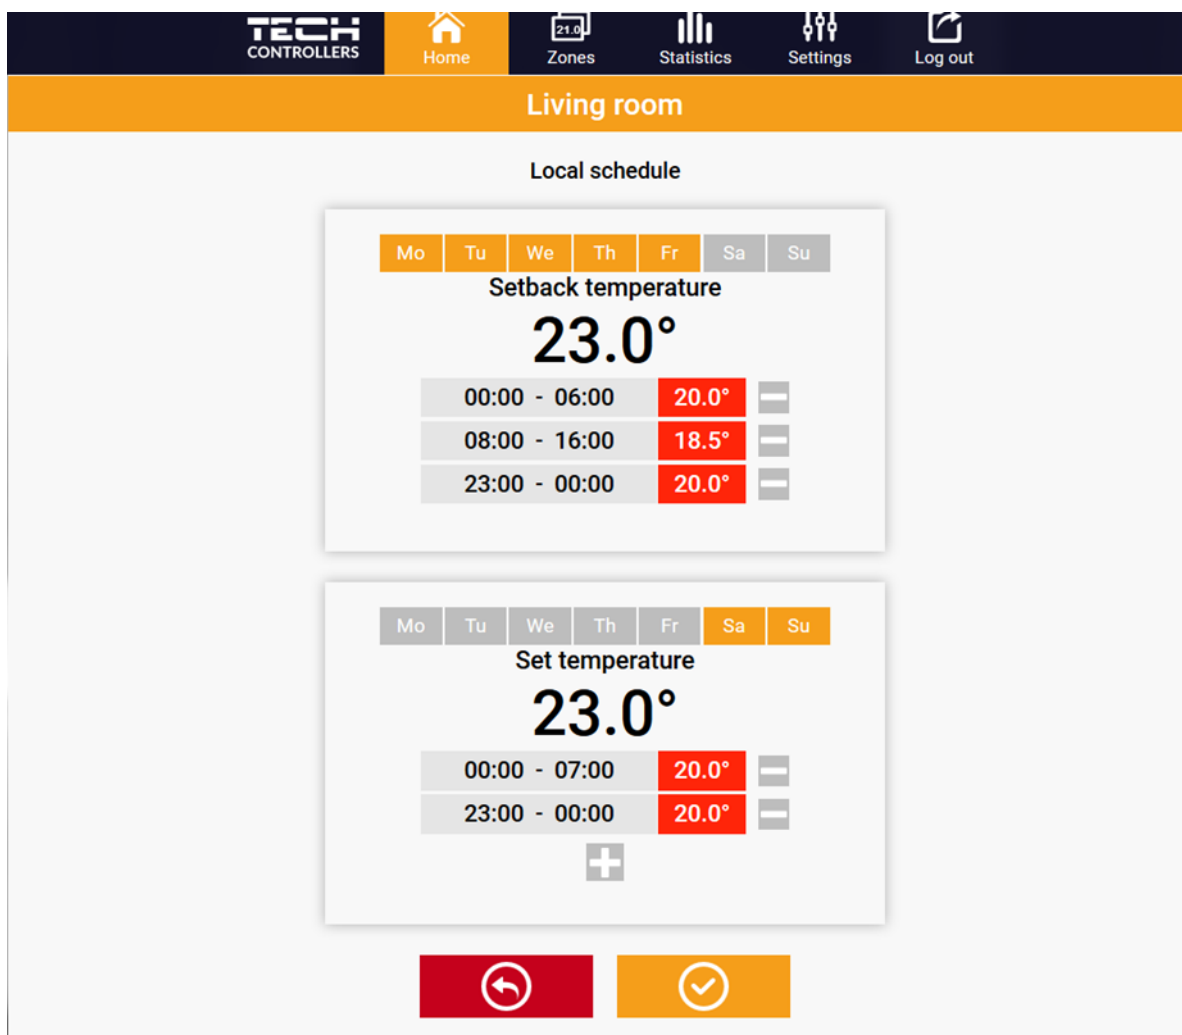 TECH
CONTROLLERS
Home
21.0
Zones
Statistics
Settings
Log out
Living room
Local schedule
Mo Tu We Th Fr Sa Su
Setback temperature
23.0°
00:00 - 06:00 20.0°
08:00 - 16:00 18.5°
23:00 - 00:00 20.0°
Mo Tu We Th Fr Sa Su
Set temperature
23.0°
00:00 - 07:00 20.0°
23:00 - 00:00 20.0°